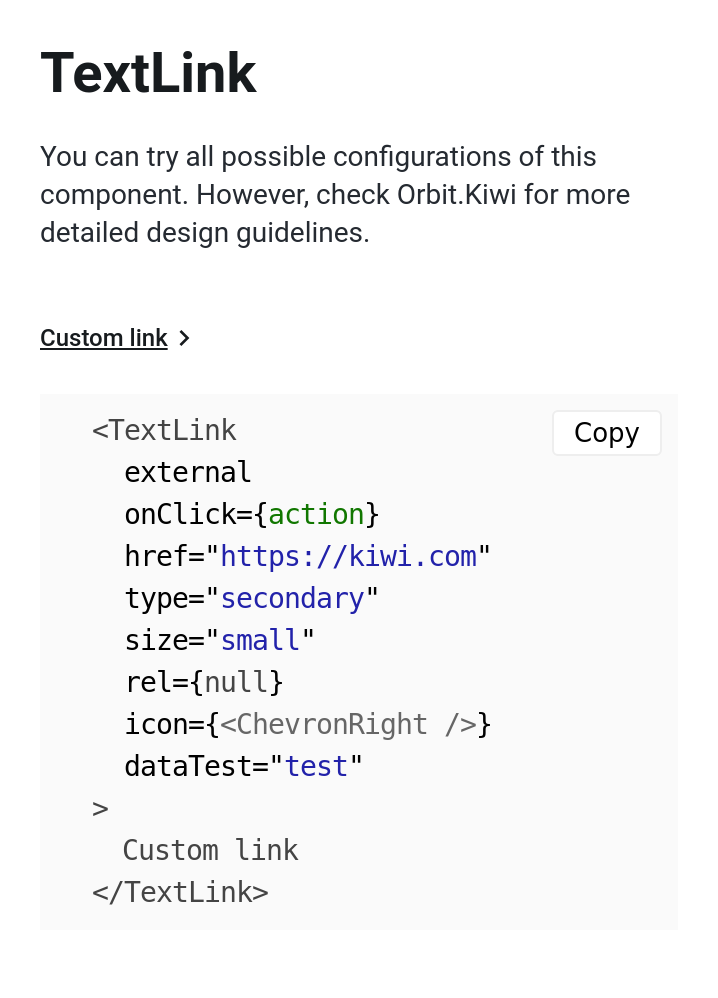 TextLink
You can try all possible configurations of this
component. However, check Orbit.Kiwi for more
detailed design guidelines.
Custom link
<TextLink
Copy
external
onClick={action}
href="https://kiwi.com"
type="secondary"
size="small"
rel={null}
icon={<ChevronRight />}
dataTest="test"
>
Custom link
</TextLink>